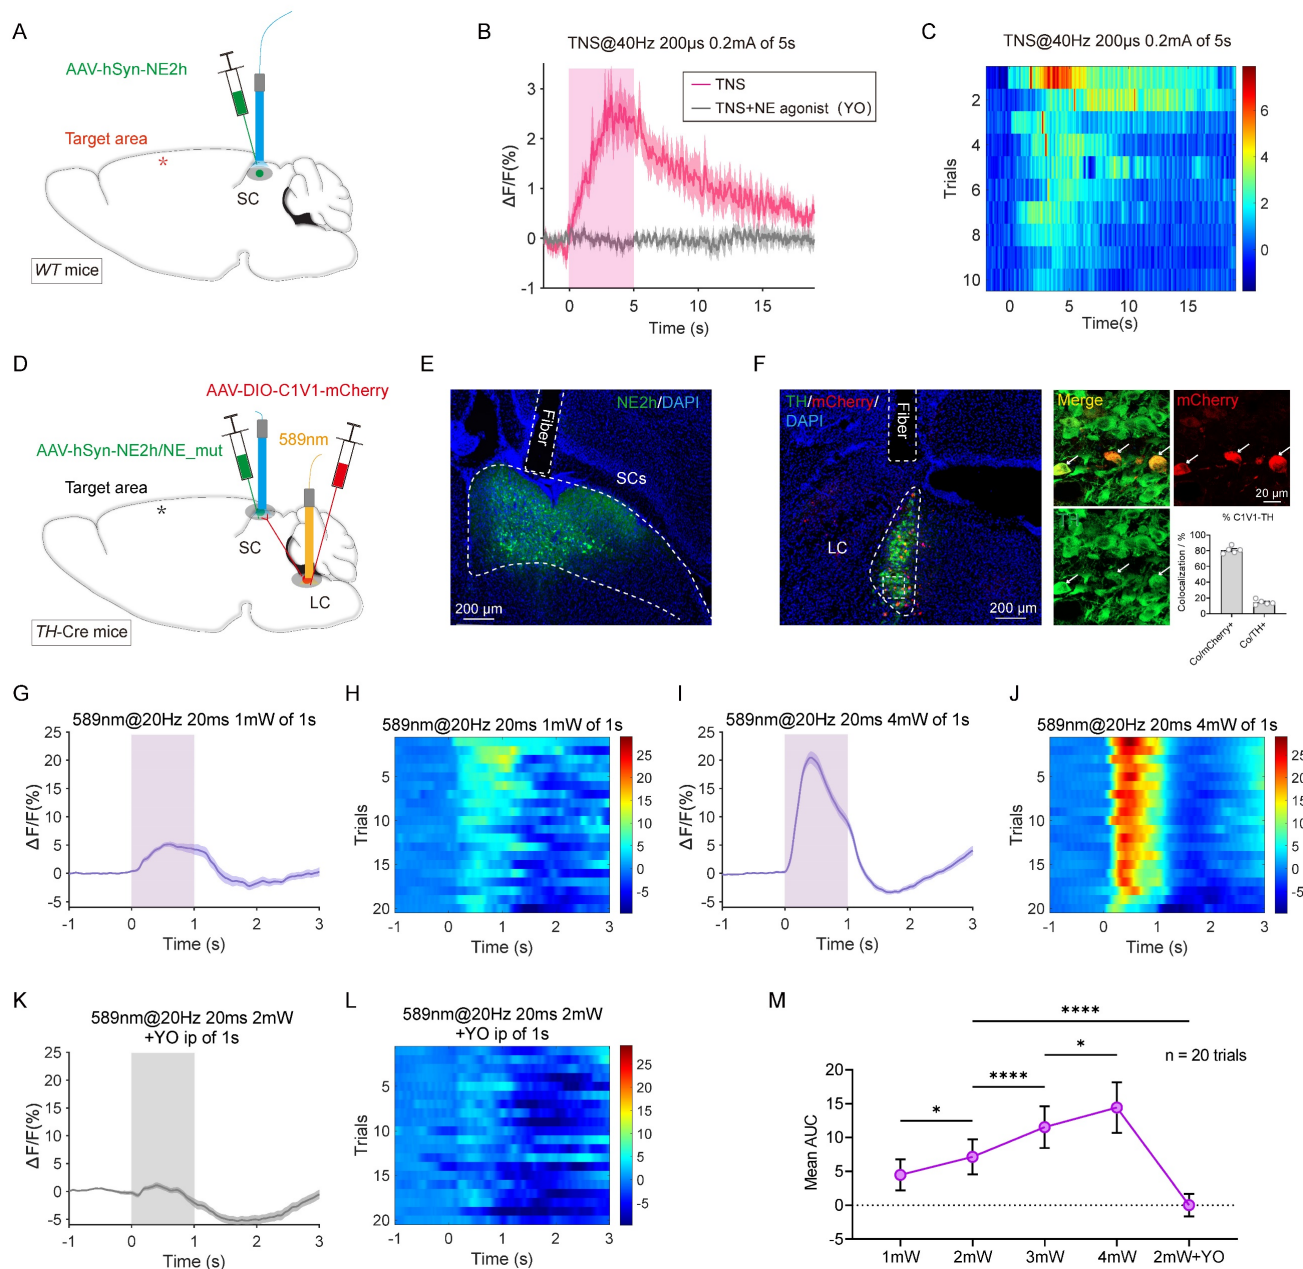 A
AAV-hSyn-NE2h
Target area
*
SC
WT mice
B
TNS@40Hz 200μs 0.2mA of 5s
TNS
TNS+NE agonist (YO)
ΔF/F(%)
3
2
1
0
-1
0 5 10 15
Time (s)
C
TNS@40Hz 200μs 0.2mA of 5s
Trials
2
4
6
8
10
0 5 10 15
Time(s)
6
4
2
0
D
AAV-DIO-C1V1-mCherry
AAV-hSyn-NE2h/NE_mut
589nm
Target area
*
SC
LC
TH-Cre mice
E
NE2h/DAPI
Fiber
SCs
200 μm
F
TH/mCherry/
DAPI
Fiber
LC
200 μm
Merge
mCherry
20 μm
% C1V1-TH
Colocalization / %
100
80
60
40
20
0
Co/mCherry+
Co/TH+
G
589nm@20Hz 20ms 1mW of 1s
ΔF/F(%)
25
20
15
10
5
0
-5
-1 0 1 2 3
Time (s)
H
589nm@20Hz 20ms 1mW of 1s
Trials
5
10
15
20
-1 0 1 2 3
Time (s)
25
20
15
10
5
0
-5
I
589nm@20Hz 20ms 4mW of 1s
ΔF/F(%)
25
20
15
10
5
0
-5
-1 0 1 2 3
Time (s)
J
589nm@20Hz 20ms 4mW of 1s
Trials
5
10
15
20
-1 0 1 2 3
Time (s)
25
20
15
10
5
0
-5
K
589nm@20Hz 20ms 2mW
+YO ip of 1s
ΔF/F(%)
25
20
15
10
5
0
-5
-1 0 1 2 3
Time (s)
L
589nm@20Hz 20ms 2mW
+YO ip of 1s
Trials
5
10
15
20
-1 0 1 2 3
Time (s)
25
20
15
10
5
0
-5
M
n = 20 trials
****
*
****
*
Mean AUC
20
15
10
5
0
-5
1mW 2mW 3mW 4mW 2mW+YO